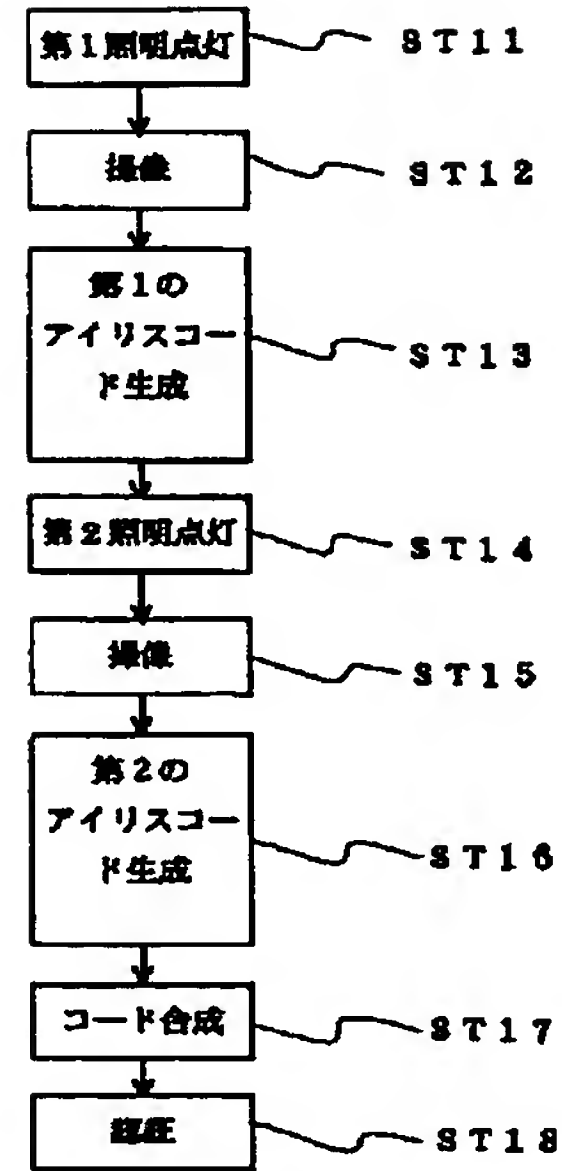 第1照明点灯
ST11
撮像
ST12
第1の
アイリスコー
ド生成
ST13
第2照明点灯
ST14
撮像
ST15
第2の
アイリスコー
ド生成
ST16
コード合成
ST17
認証
ST18